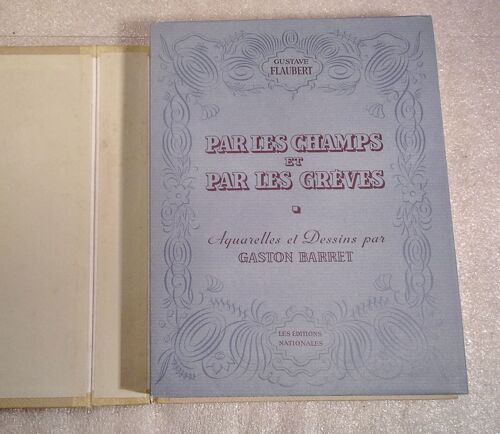 GUSTAVE
FLAUBERT
PAR LES CHAMPS
ET
PAR LES GRÈVES
Aquarelles et Dessins par
GASTON BARRET
LES ÉDITIONS
NATIONALES